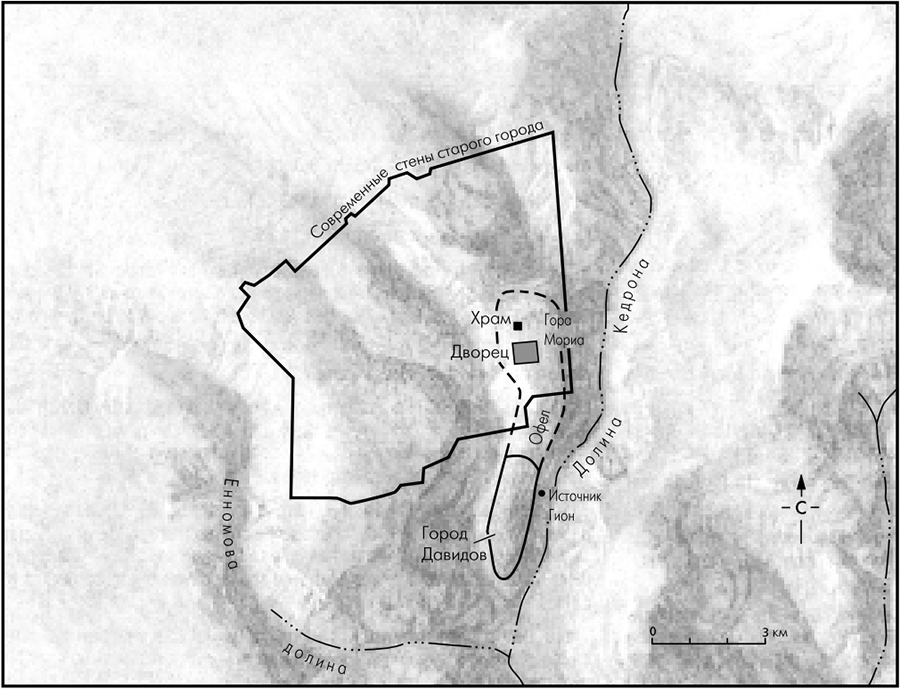 Современные стены старого города
Кедрона
Храм
Гора
Мориа
Дворец
Офел
Долина
Источник
Гион
Город
Давидов
Енномова
долина
С
0 3 км